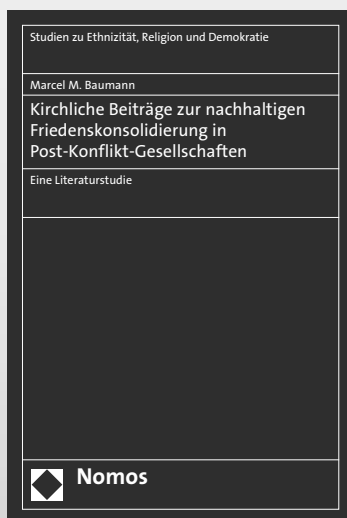 Studien zu Ethnizität, Religion und Demokratie
Marcel M. Baumann
Kirchliche Beiträge zur nachhaltigen
Friedenskonsolidierung in
Post-Konflikt-Gesellschaften
Eine Literaturstudie
Nomos